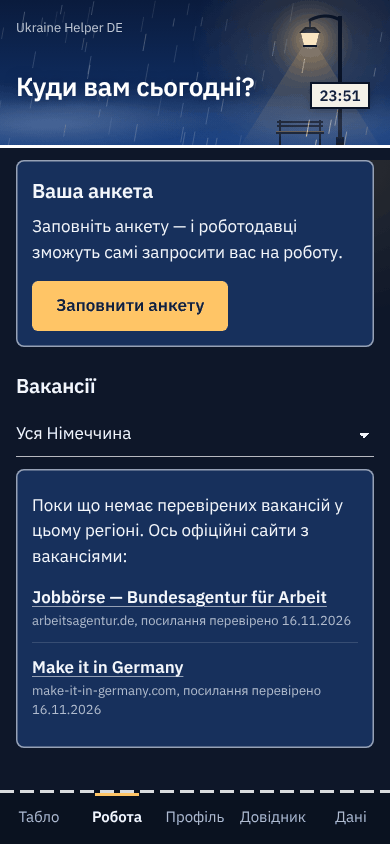 Ukraine Helper DE
Куди вам сьогодні?
23:51
Ваша анкета
Заповніть анкету — і роботодавці
зможуть самі запросити вас на роботу.
Заповнити анкету
Вакансії
Уся Німеччина
Поки що немає перевірених вакансій у
цьому регіоні. Ось офіційні сайти з
вакансіями:
Jobbörse — Bundesagentur für Arbeit
arbeitsagentur.de, посилання перевірено 16.11.2026
Make it in Germany
make-it-in-germany.com, посилання перевірено
16.11.2026
Табло Робота Профіль Довідник Дані